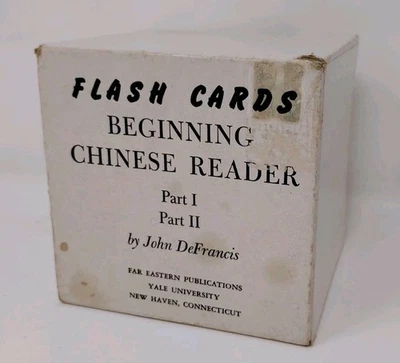 FLASH CARDS
BEGINNING
CHINESE READER
Part I
Part II
by John DeFrancis
FAR EASTERN PUBLICATIONS
YALE UNIVERSITY
NEW HAVEN, CONNECTICUT